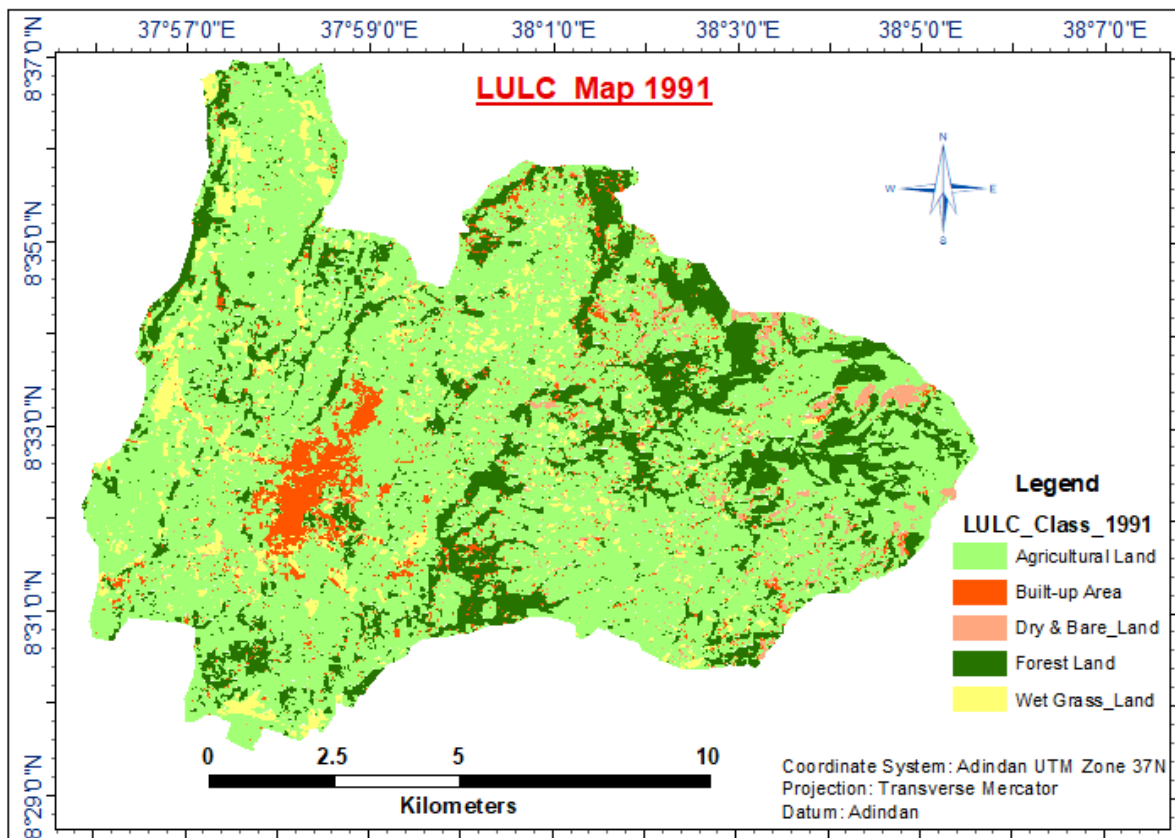 37°57'0"E 37°59'0"E 38°1'0"E 38°3'0"E 38°5'0"E 38°7'0"E
8°37'0"N
8°35'0"N
8°33'0"N
8°31'0"N
8°29'0"N
LULC Map 1991
N
W E
S
Legend
LULC_Class_1991
Agricultural Land
Built-up Area
Dry & Bare_Land
Forest Land
Wet Grass_Land
0 2.5 5 10
Kilometers
Coordinate System: Adindan UTM Zone 37N
Projection: Transverse Mercator
Datum: Adindan